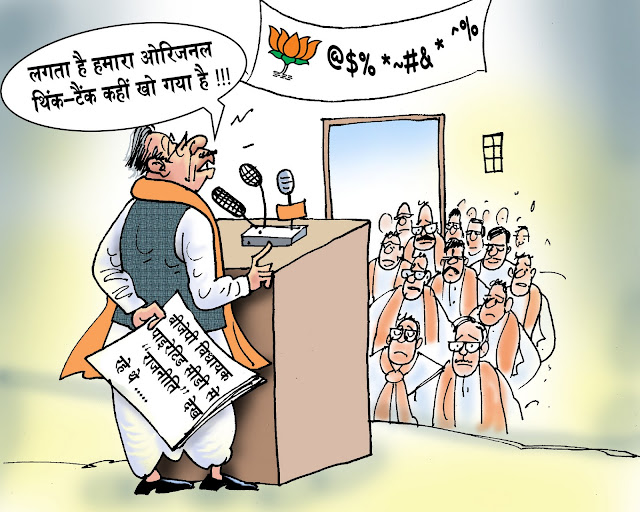 लगता है हमारा ओरिजनल
थिंक-टैंक कहीं खो गया है !!!
@$% *~#& * ^%
बीजेपी विधायक
पाइरेटेड सीडी से
"राजनीति" देख
रहे थे....